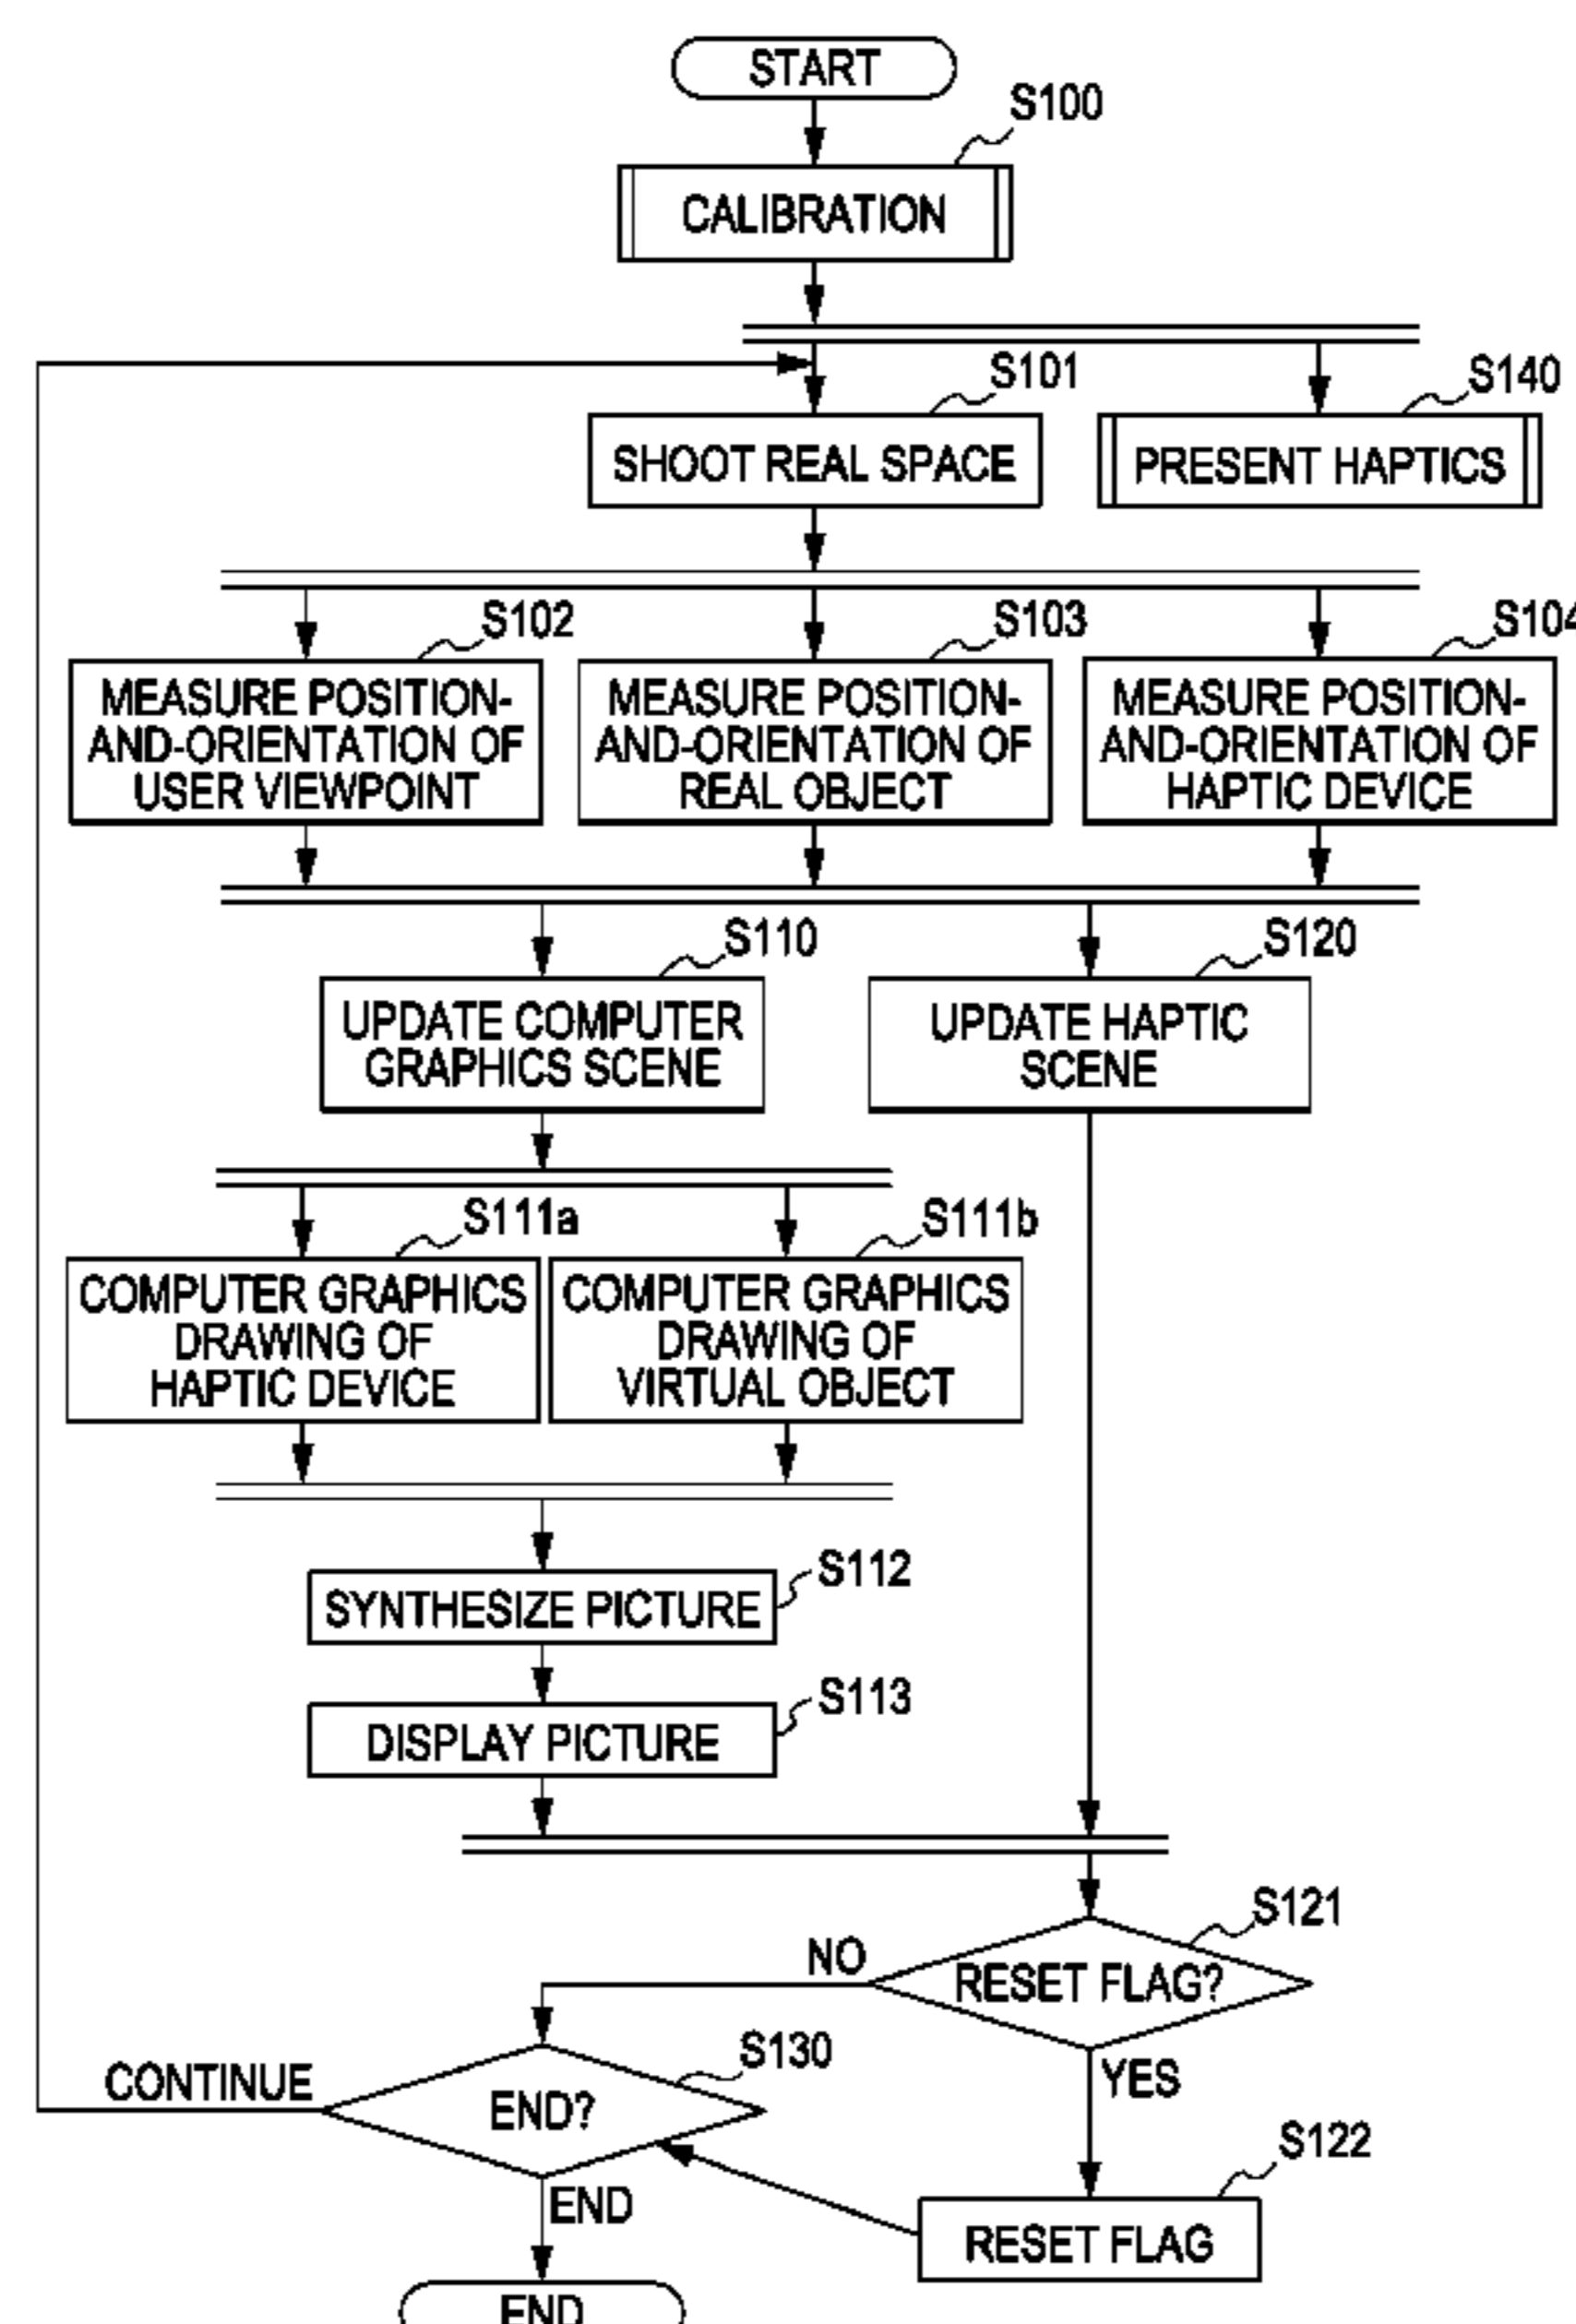 START
S100
CALIBRATION
S101
S140
SHOOT REAL SPACE
PRESENT HAPTICS
S102
S103
S104
MEASURE POSITION-
AND-ORIENTATION OF
USER VIEWPOINT
MEASURE POSITION-
AND-ORIENTATION OF
REAL OBJECT
MEASURE POSITION-
AND-ORIENTATION OF
HAPTIC DEVICE
S110
S120
UPDATE COMPUTER
GRAPHICS SCENE
UPDATE HAPTIC
SCENE
S111a
S111b
COMPUTER GRAPHICS
DRAWING OF
HAPTIC DEVICE
COMPUTER GRAPHICS
DRAWING OF
VIRTUAL OBJECT
S112
SYNTHESIZE PICTURE
S113
DISPLAY PICTURE
S121
NO
RESET FLAG?
S130
CONTINUE
END?
YES
S122
END
RESET FLAG
END